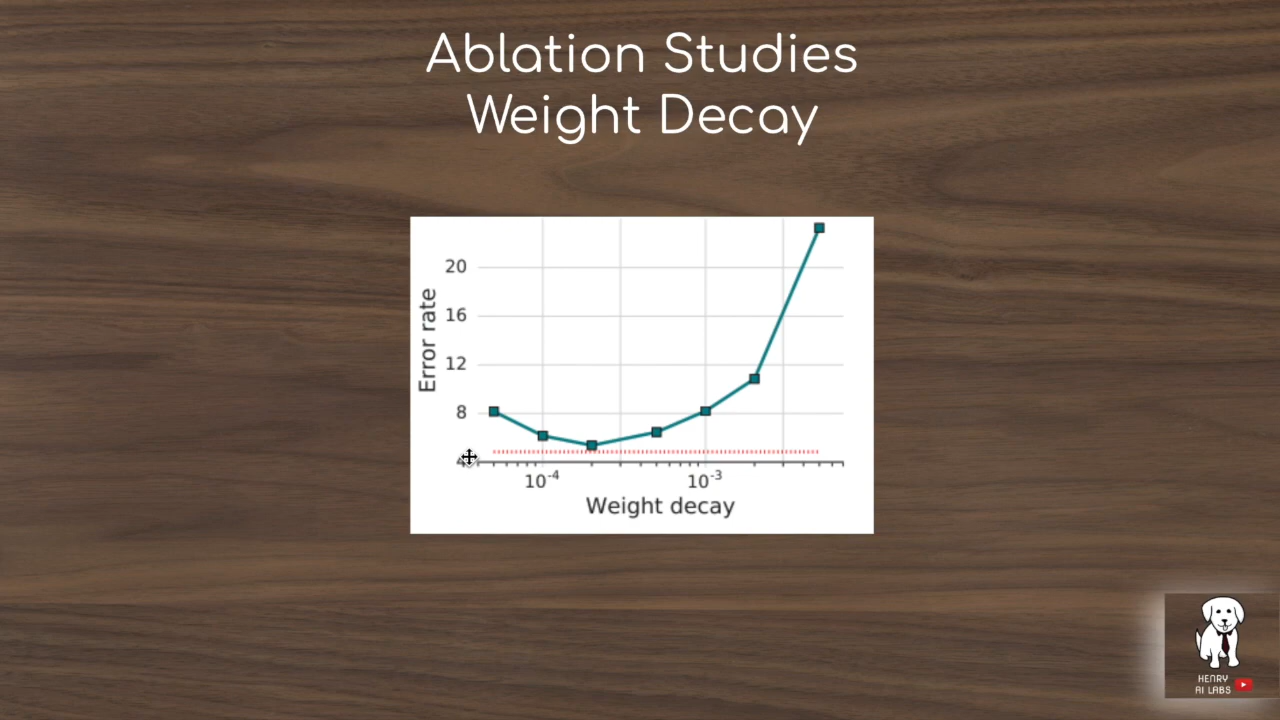 Ablation Studies
Weight Decay
20
16
12
8
Error rate
10⁻⁴
10⁻³
Weight decay
HENRY
AI LABS